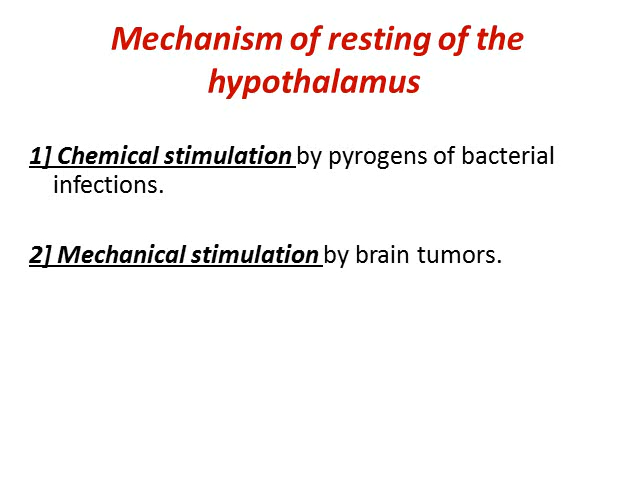 Mechanism of resting of the
hypothalamus
1] Chemical stimulation by pyrogens of bacterial
infections.
2] Mechanical stimulation by brain tumors.